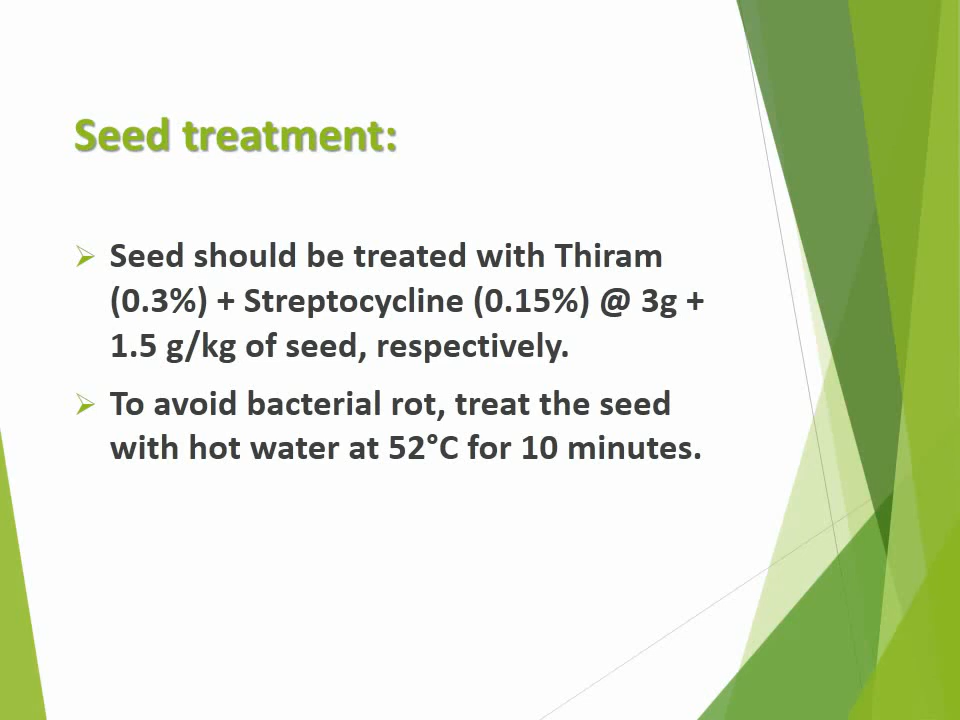 Seed treatment:
Seed should be treated with Thiram
(0.3%) + Streptocycline (0.15%) @ 3g +
1.5 g/kg of seed, respectively.
To avoid bacterial rot, treat the seed
with hot water at 52°C for 10 minutes.